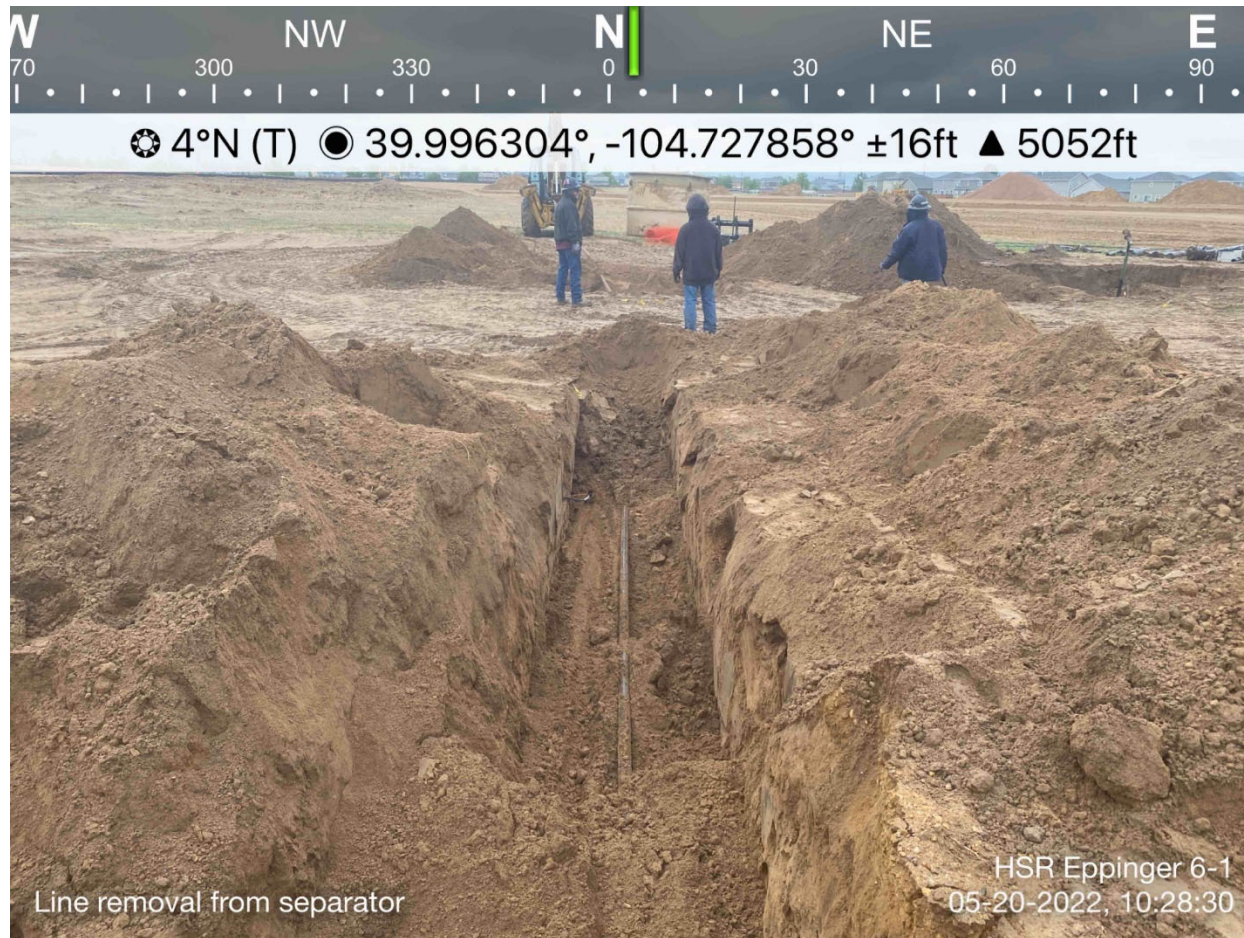 W NW N NE E
70 300 330 0 30 60 90
4°N (T) 39.996304°, -104.727858° ±16ft ▲ 5052ft
Line removal from separator
HSR Eppinger 6-1
05-20-2022, 10:28:30